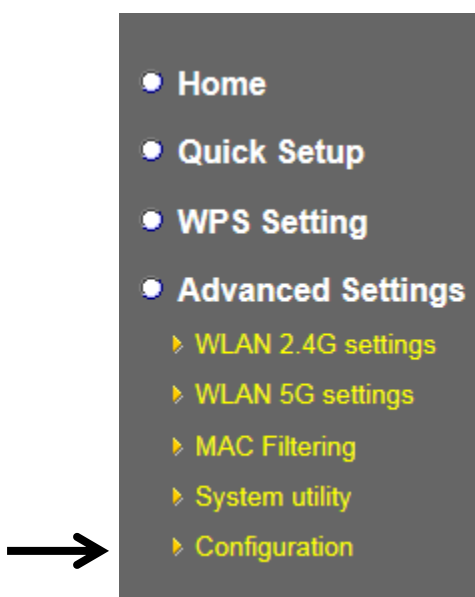 Home
Quick Setup
WPS Setting
Advanced Settings
WLAN 2.4G settings
WLAN 5G settings
MAC Filtering
System utility
Configuration